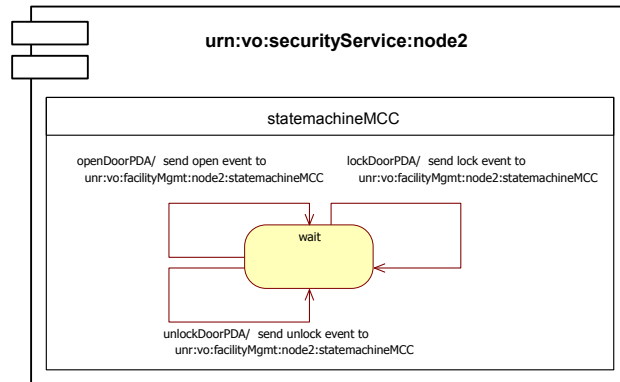 urn:vo:securityService:node2
statemachineMCC
openDoorPDA/ send open event to
unr:vo:facilityMgmt:node2:statemachineMCC
lockDoorPDA/ send lock event to
unr:vo:facilityMgmt:node2:statemachineMCC
wait
unlockDoorPDA/ send unlock event to
unr:vo:facilityMgmt:node2:statemachineMCC